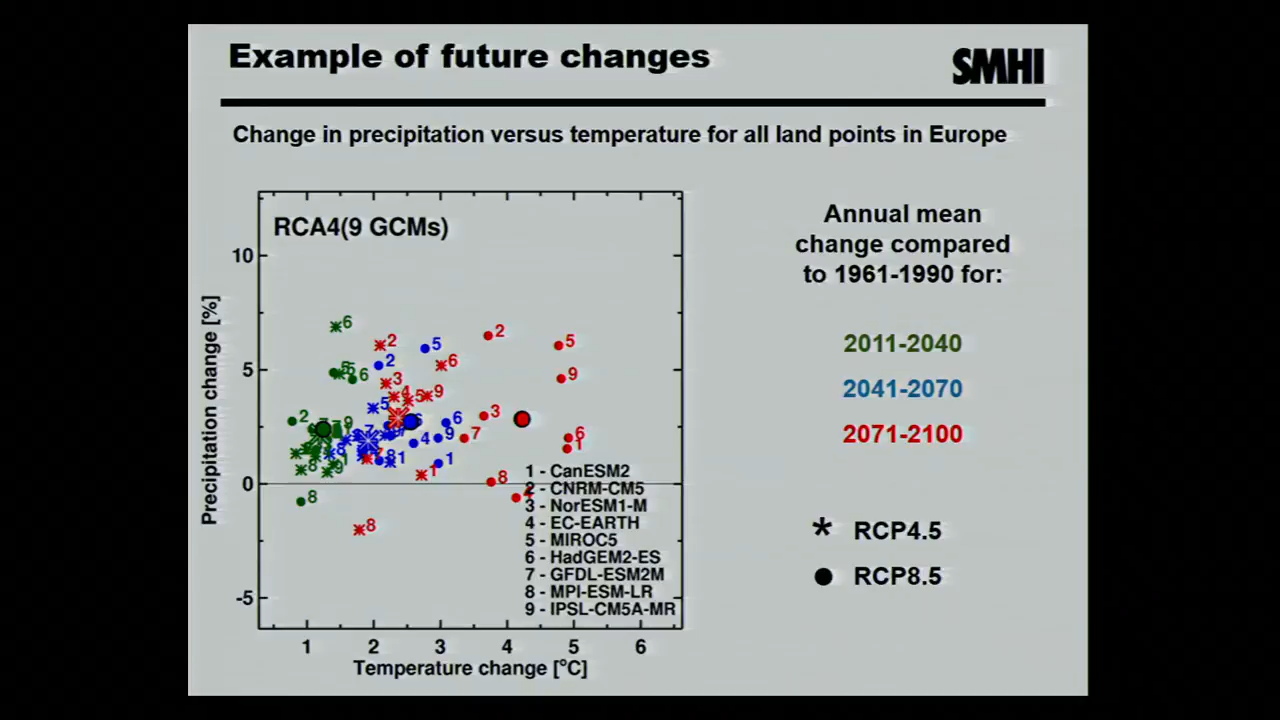 Example of future changes
SMHI
Change in precipitation versus temperature for all land points in Europe
RCA4(9 GCMs)
Precipitation change [%]
10
5
0
-5
1 2 3 4 5 6
Temperature change [°C]
1 - CanESM2
2 - CNRM-CM5
3 - NorESM1-M
4 - EC-EARTH
5 - MIROC5
6 - HadGEM2-ES
7 - GFDL-ESM2M
8 - MPI-ESM-LR
9 - IPSL-CM5A-MR
Annual mean
change compared
to 1961-1990 for:
2011-2040
2041-2070
2071-2100
* RCP4.5
● RCP8.5